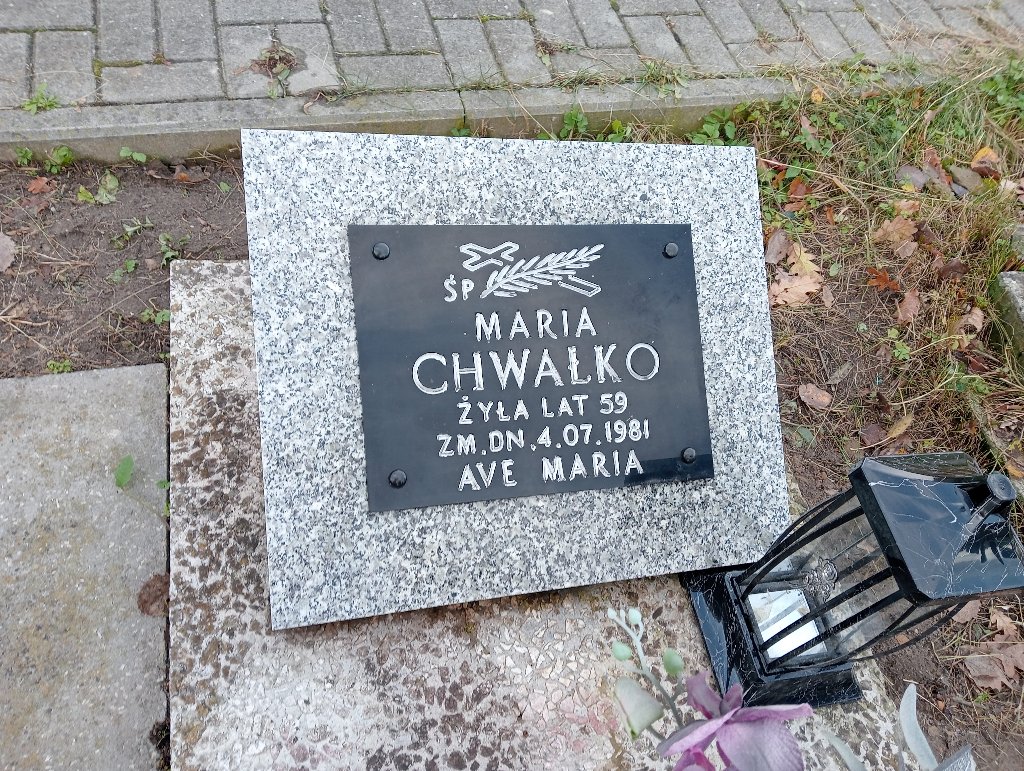 ŚP
MARIA
CHWAŁKO
ŻYŁA LAT 59
ZM. DN. 4.07.1981
AVE MARIA